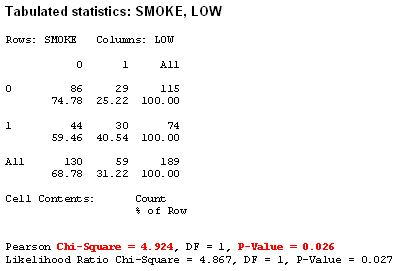 Tabulated statistics: SMOKE, LOW
Rows: SMOKE Columns: LOW
0 1 All
0 86 29 115
74.78 25.22 100.00
1 44 30 74
59.46 40.54 100.00
All 130 59 189
68.78 31.22 100.00
Cell Contents: Count
% of Row
Pearson Chi-Square = 4.924, DF = 1, P-Value = 0.026
Likelihood Ratio Chi-Square = 4.867, DF = 1, P-Value = 0.027